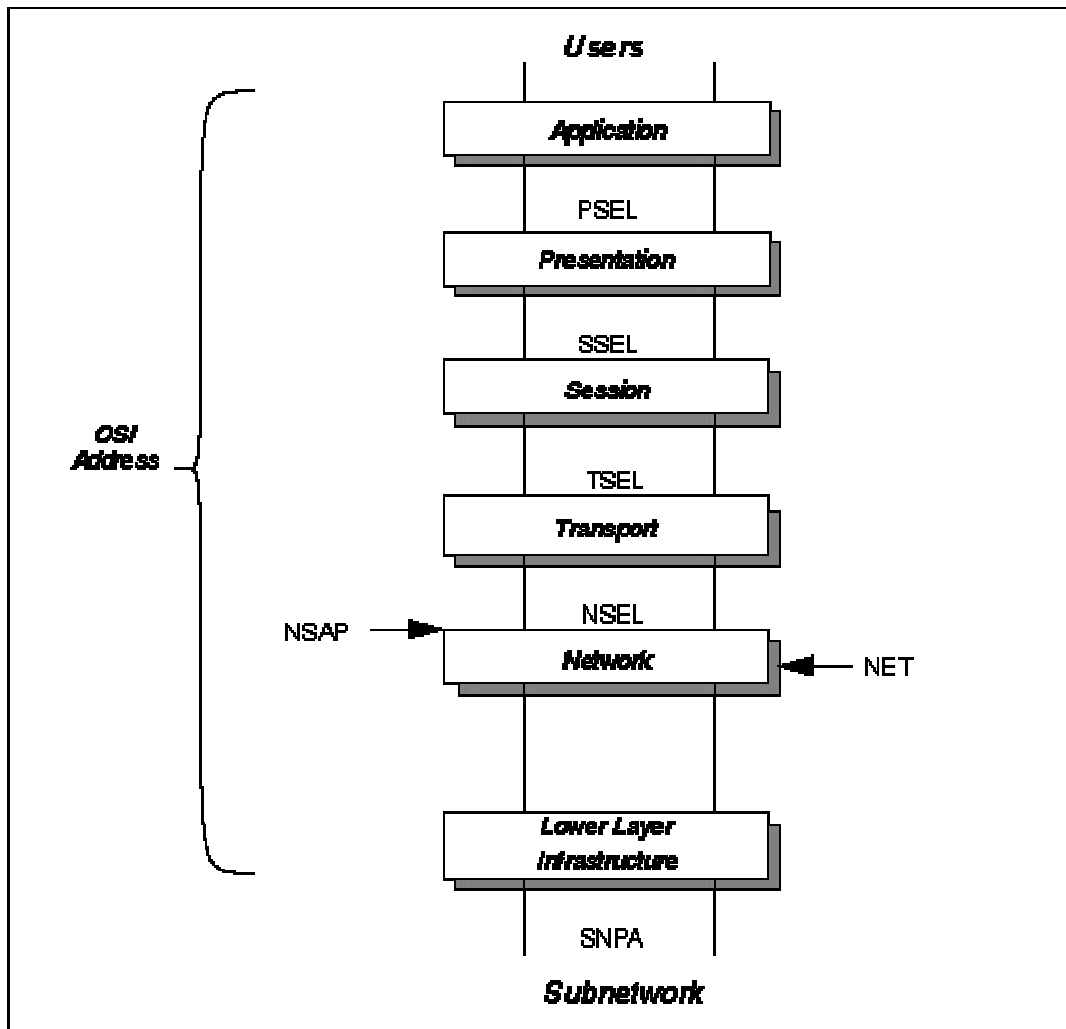 Users
Application
PSEL
Presentation
SSEL
Session
OSI
Address
TSEL
Transport
NSEL
NSAP
Network
NET
Lower Layer
Infrastructure
SNPA
Subnetwork